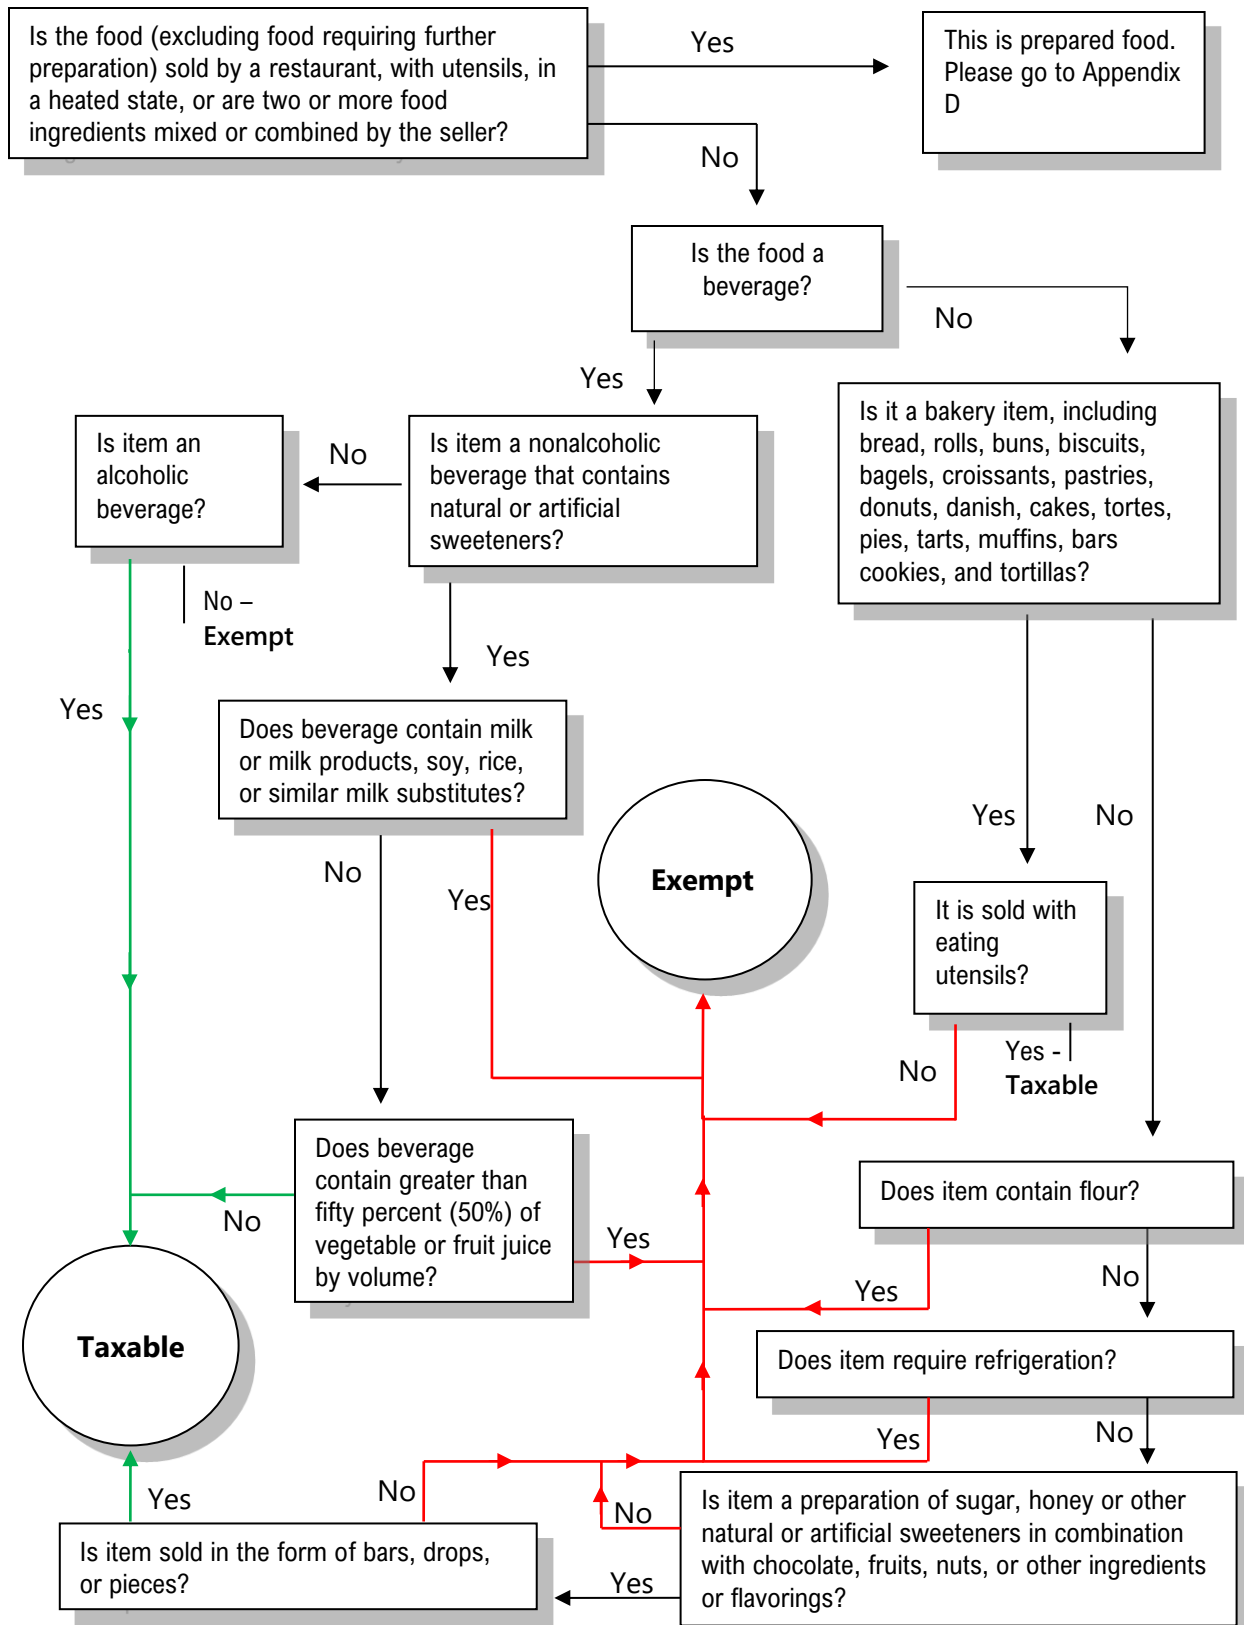 Is the food (excluding food requiring further
preparation) sold by a restaurant, with utensils, in
a heated state, or are two or more food
ingredients mixed or combined by the seller?
Yes
This is prepared food.
Please go to Appendix
D
No
Is the food a
beverage?
No
Yes
Is item an
alcoholic
beverage?
No
Is item a nonalcoholic
beverage that contains
natural or artificial
sweeteners?
Is it a bakery item, including
bread, rolls, buns, biscuits,
bagels, croissants, pastries,
donuts, danish, cakes, tortes,
pies, tarts, muffins, bars
cookies, and tortillas?
No –
Exempt
Yes
Yes
Does beverage contain milk
or milk products, soy, rice,
or similar milk substitutes?
Yes
No
No
Yes
Exempt
It is sold with
eating
utensils?
No
Yes -
Taxable
Does beverage
contain greater than
fifty percent (50%) of
vegetable or fruit juice
by volume?
No
Yes
Does item contain flour?
Yes
No
Taxable
Does item require refrigeration?
Yes
No
Yes
No
Is item sold in the form of bars, drops,
or pieces?
No
Yes
Is item a preparation of sugar, honey or other
natural or artificial sweeteners in combination
with chocolate, fruits, nuts, or other ingredients
or flavorings?